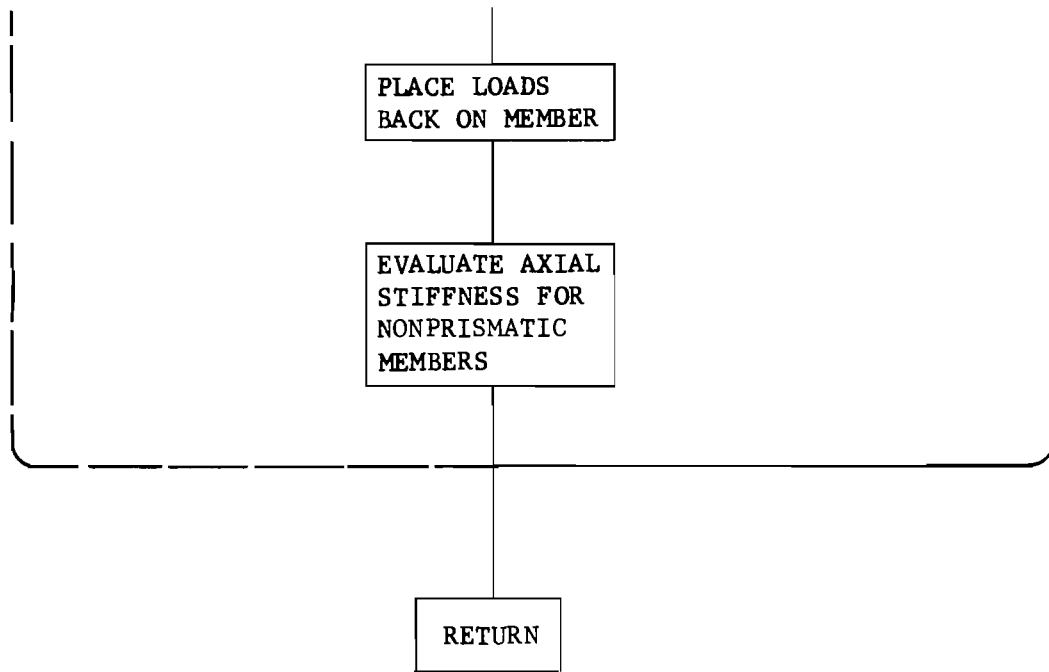 PLACE LOADS
BACK ON MEMBER
EVALUATE AXIAL
STIFFNESS FOR
NONPRISMATIC
MEMBERS
RETURN